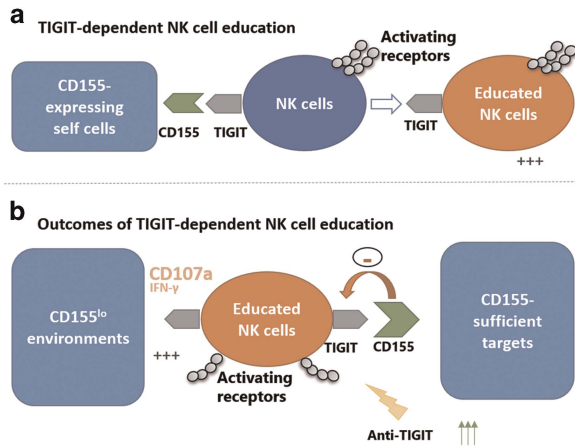 a
TIGIT-dependent NK cell education
Activating
receptors
CD155-
expressing
self cells
CD155
TIGIT
NK cells
TIGIT
Educated
NK cells
+++
b
Outcomes of TIGIT-dependent NK cell education
CD155lo
environments
CD107a
IFN-γ
+++
Educated
NK cells
Activating
receptors
-
TIGIT
CD155
CD155-
sufficient
targets
Anti-TIGIT